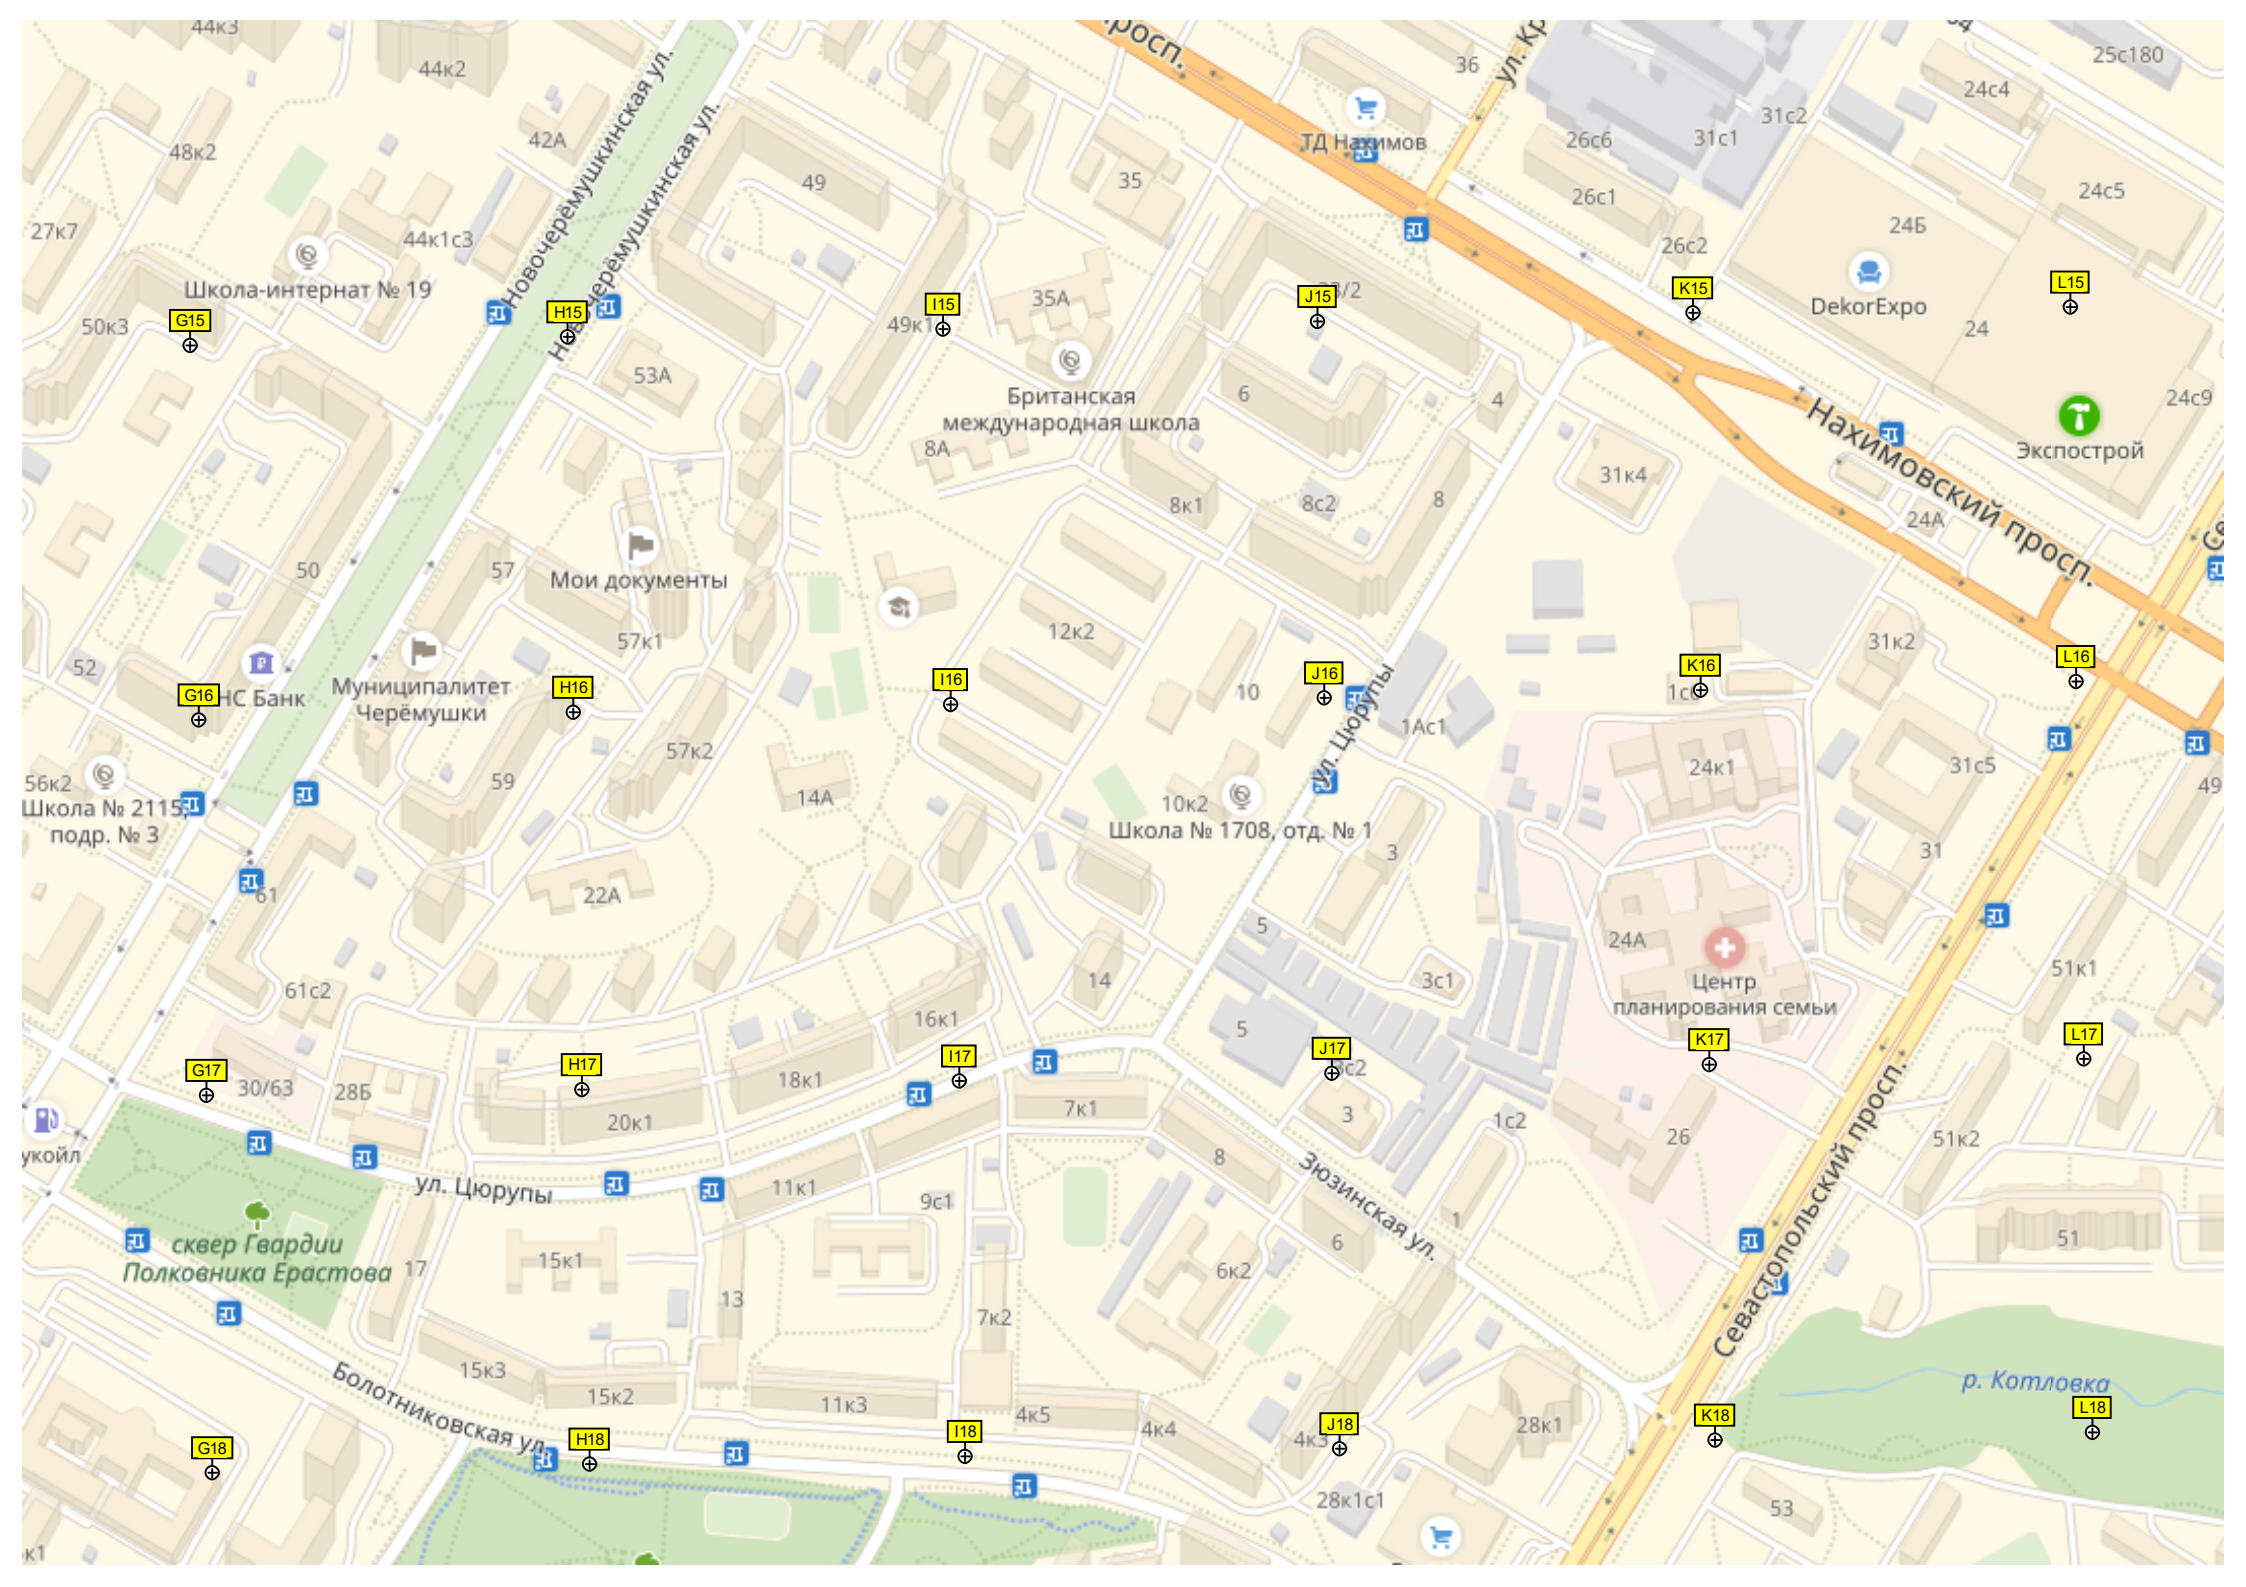 44к3
44к2
росп.
36
ул. Кр
25с180
24с4
42А
48к2
Новочерёмушкинская ул.
Новочерёмушкинская ул.
49
35
ТД Нахимов
26с6
31с1
31с2
26с1
24с5
27к7
44к1с3
24Б
26с2
Школа-интернат № 19
35А
DekorExpo
G15
H15
I15
J15
K15
L15
50к3
49к1
24
53А
6
4
24с9
Британская
международная школа
Нахимовский просп.
8А
Экспострой
31к4
8к1
8с2
8
24А
50
57
Мои документы
57к1
12к2
31к2
52
НС Банк
Муниципалитет
Черёмушки
10
G16
H16
I16
J16
K16
L16
ул. Цюрупы
1Ас1
57к2
59
24к1
31с5
56к2
Школа № 2115,
подр. № 3
14А
10к2
Школа № 1708, отд. № 1
49
3
31
61
22А
5
24А
61с2
14
3с1
51к1
Центр
планирования семьи
16к1
5
G17
H17
I17
J17
K17
L17
30/63
28Б
18к1
20к1
7к1
3
1с2
26
51к2
укойл
ул. Цюрупы
11к1
9с1
8
Зюзинская ул.
1
Севастопольский просп.
сквер Гвардии
Полковника Ерастова
17
15к1
13
7к2
6к2
6
51
15к3
15к2
11к3
4к5
4к4
4к3
28к1
р. Котловка
Болотниковская ул.
G18
H18
I18
J18
K18
L18
28к1с1
53
к1